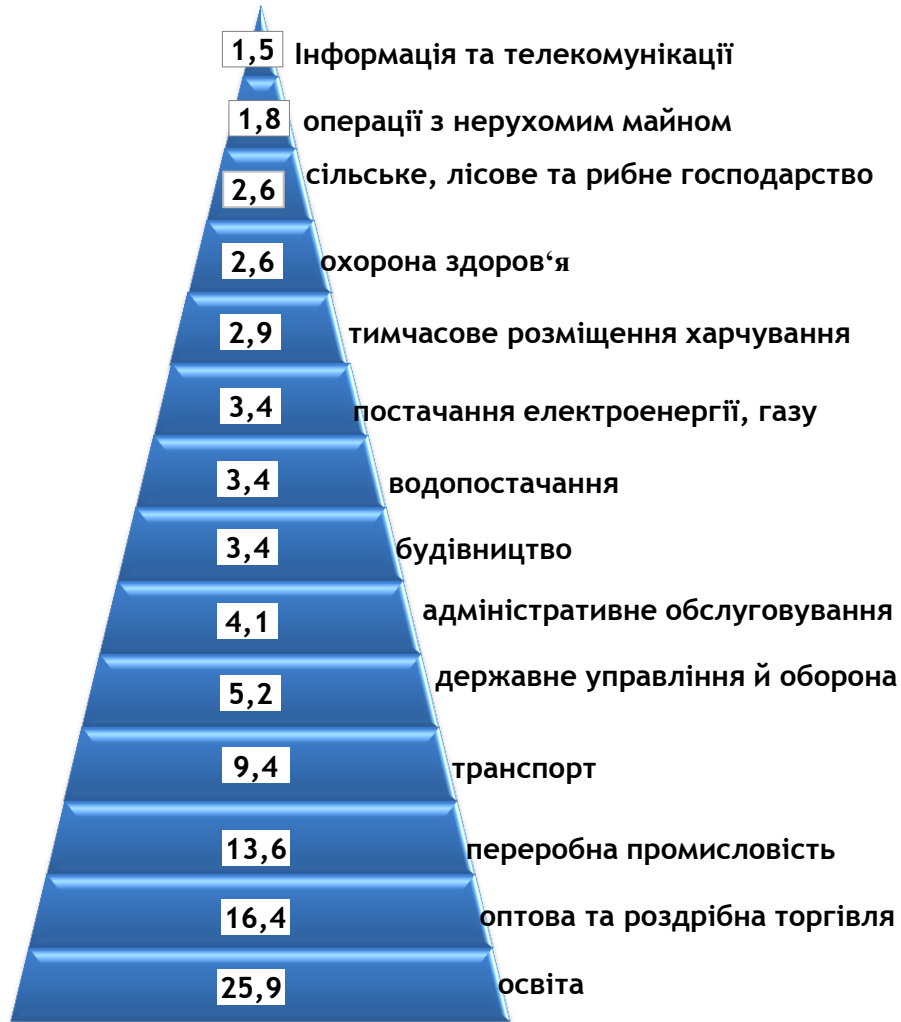 1,5 Інформація та телекомунікації
1,8 операції з нерухомим майном
2,6 сільське, лісове та рибне господарство
2,6 охорона здоров‘я
2,9 тимчасове розміщення харчування
3,4 постачання електроенергії, газу
3,4 водопостачання
3,4 будівництво
4,1 адміністративне обслуговування
5,2 державне управління й оборона
9,4 транспорт
13,6 переробна промисловість
16,4 оптова та роздрібна торгівля
25,9 освіта